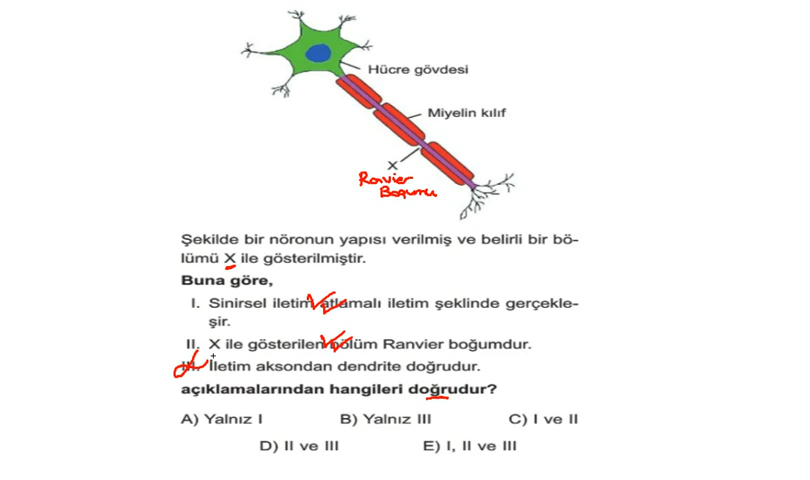 Hücre gövdesi
Miyelin kılıf
X
Ranvier
Boğumu
Şekilde bir nöronun yapısı verilmiş ve belirli bir bö-
lümü X ile gösterilmiştir.
Buna göre,
I. Sinirsel iletim atlamalı iletim şeklinde gerçekle-
şir.
II. X ile gösterilen bölüm Ranvier boğumdur.
III. İletim aksondan dendrite doğrudur.
açıklamalarından hangileri doğrudur?
A) Yalnız I B) Yalnız III C) I ve II
D) II ve III E) I, II ve III